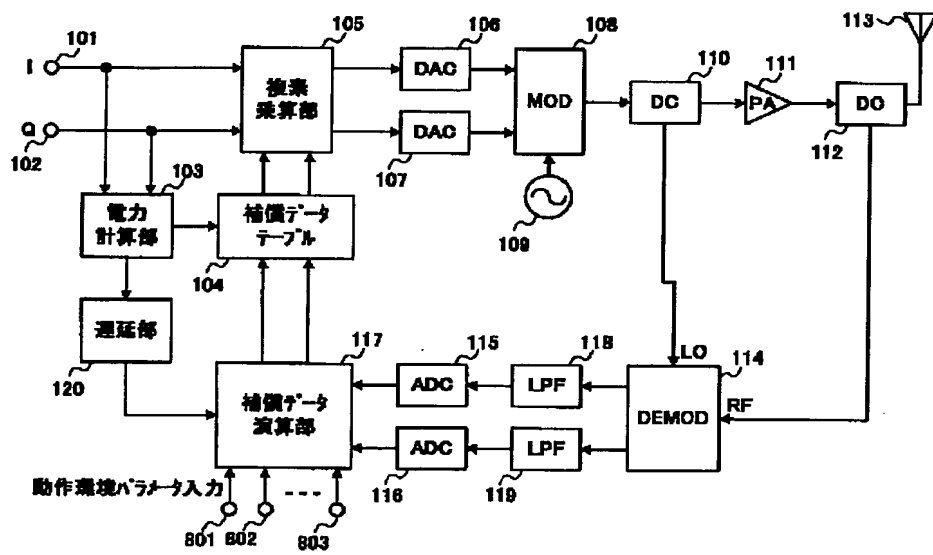 I
101
Q
102
103
電力
計算部
120
遅延部
105
複素
乗算部
104
補償データ
テーブル
106
DAC
107
DAC
108
MOD
109
110
DC
111
PA
112
DC
113
LO
114
RF
DEMOD
118
LPF
119
LPF
115
ADC
116
ADC
117
補償データ
演算部
動作環境パラメータ入力
801
802
---
803